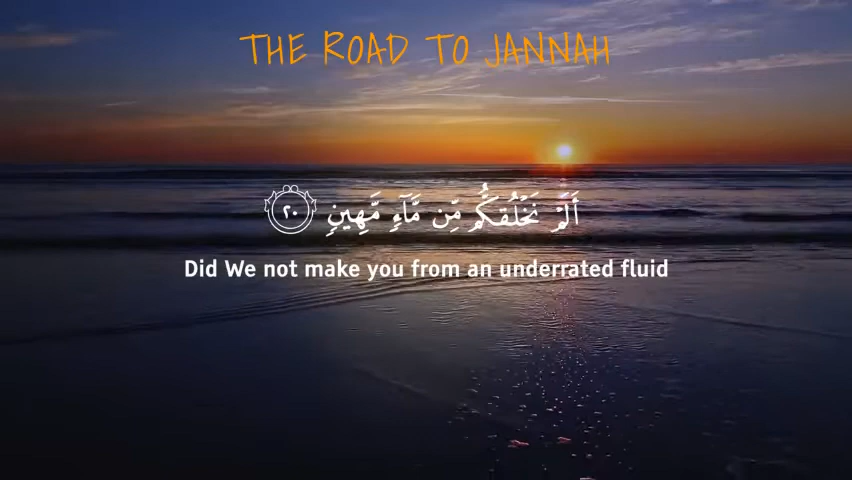 THE ROAD TO JANNAH
أَلَمۡ نَخۡلُقكُّم مِّن مَّآءٖ مَّهِينٖ ٢٠
Did We not make you from an underrated fluid